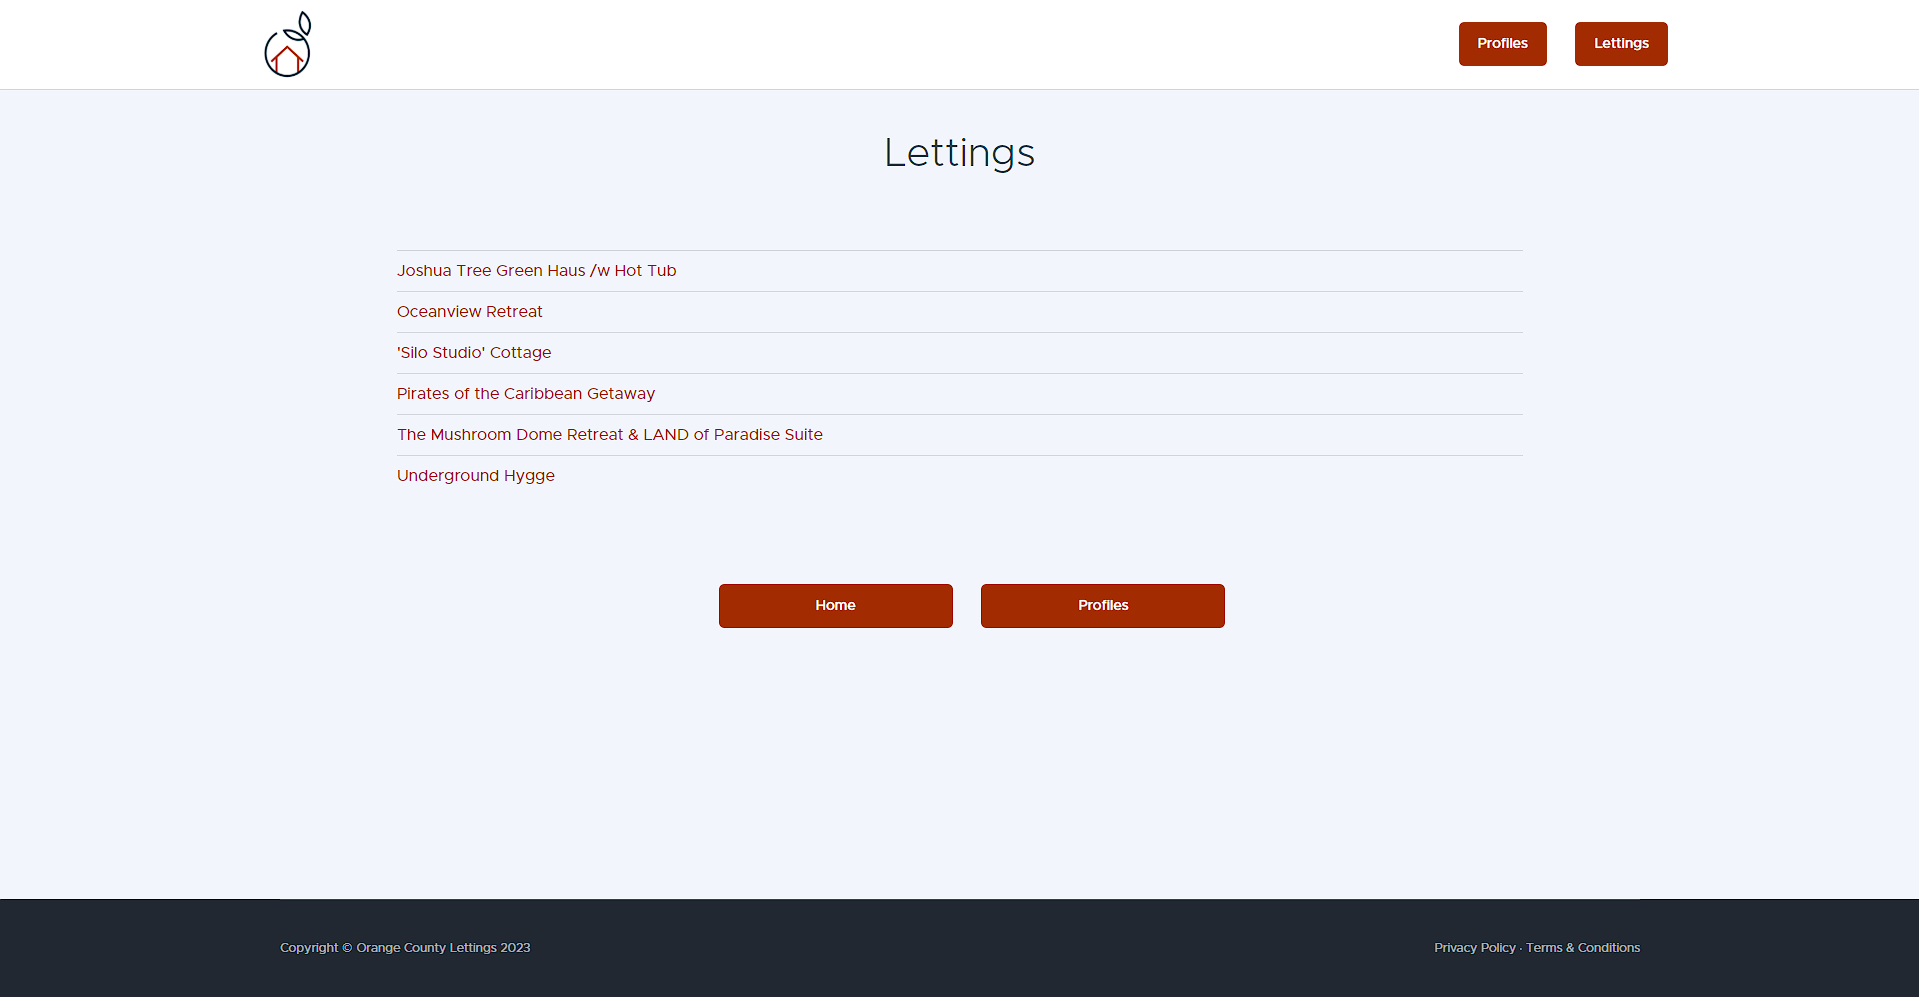 Profiles
Lettings
Lettings
Joshua Tree Green Haus /w Hot Tub
Oceanview Retreat
'Silo Studio' Cottage
Pirates of the Caribbean Getaway
The Mushroom Dome Retreat & LAND of Paradise Suite
Underground Hygge
Home
Profiles
Copyright © Orange County Lettings 2023
Privacy Policy · Terms & Conditions